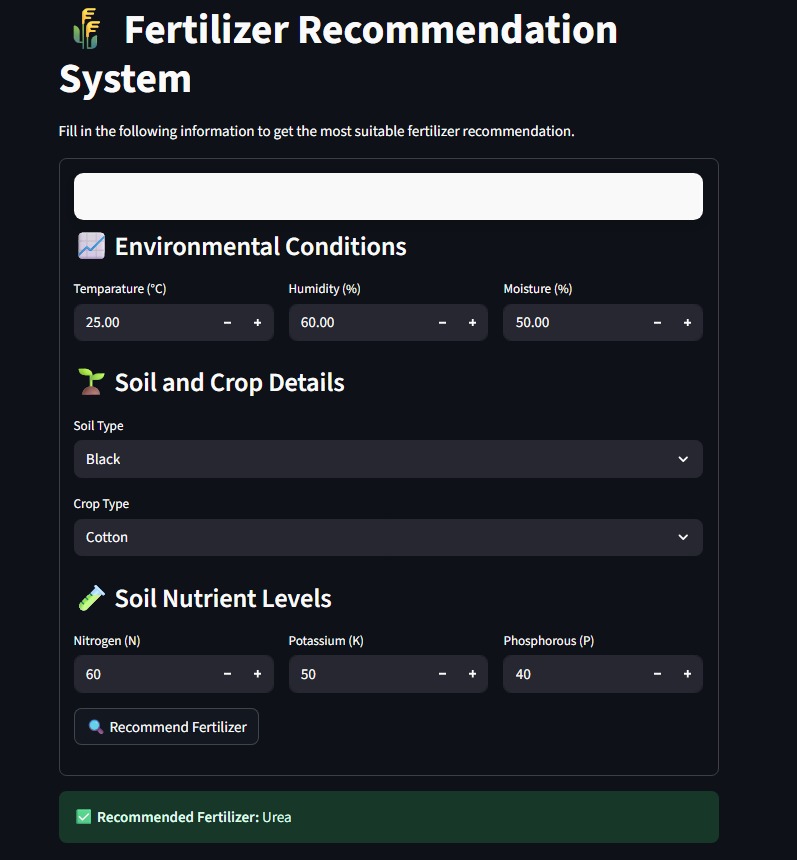 Fertilizer Recommendation
System
Fill in the following information to get the most suitable fertilizer recommendation.
Environmental Conditions
Temparature (°C) Humidity (%) Moisture (%)
25.00 60.00 50.00
Soil and Crop Details
Soil Type
Black
Crop Type
Cotton
Soil Nutrient Levels
Nitrogen (N) Potassium (K) Phosphorous (P)
60 50 40
Recommend Fertilizer
Recommended Fertilizer: Urea